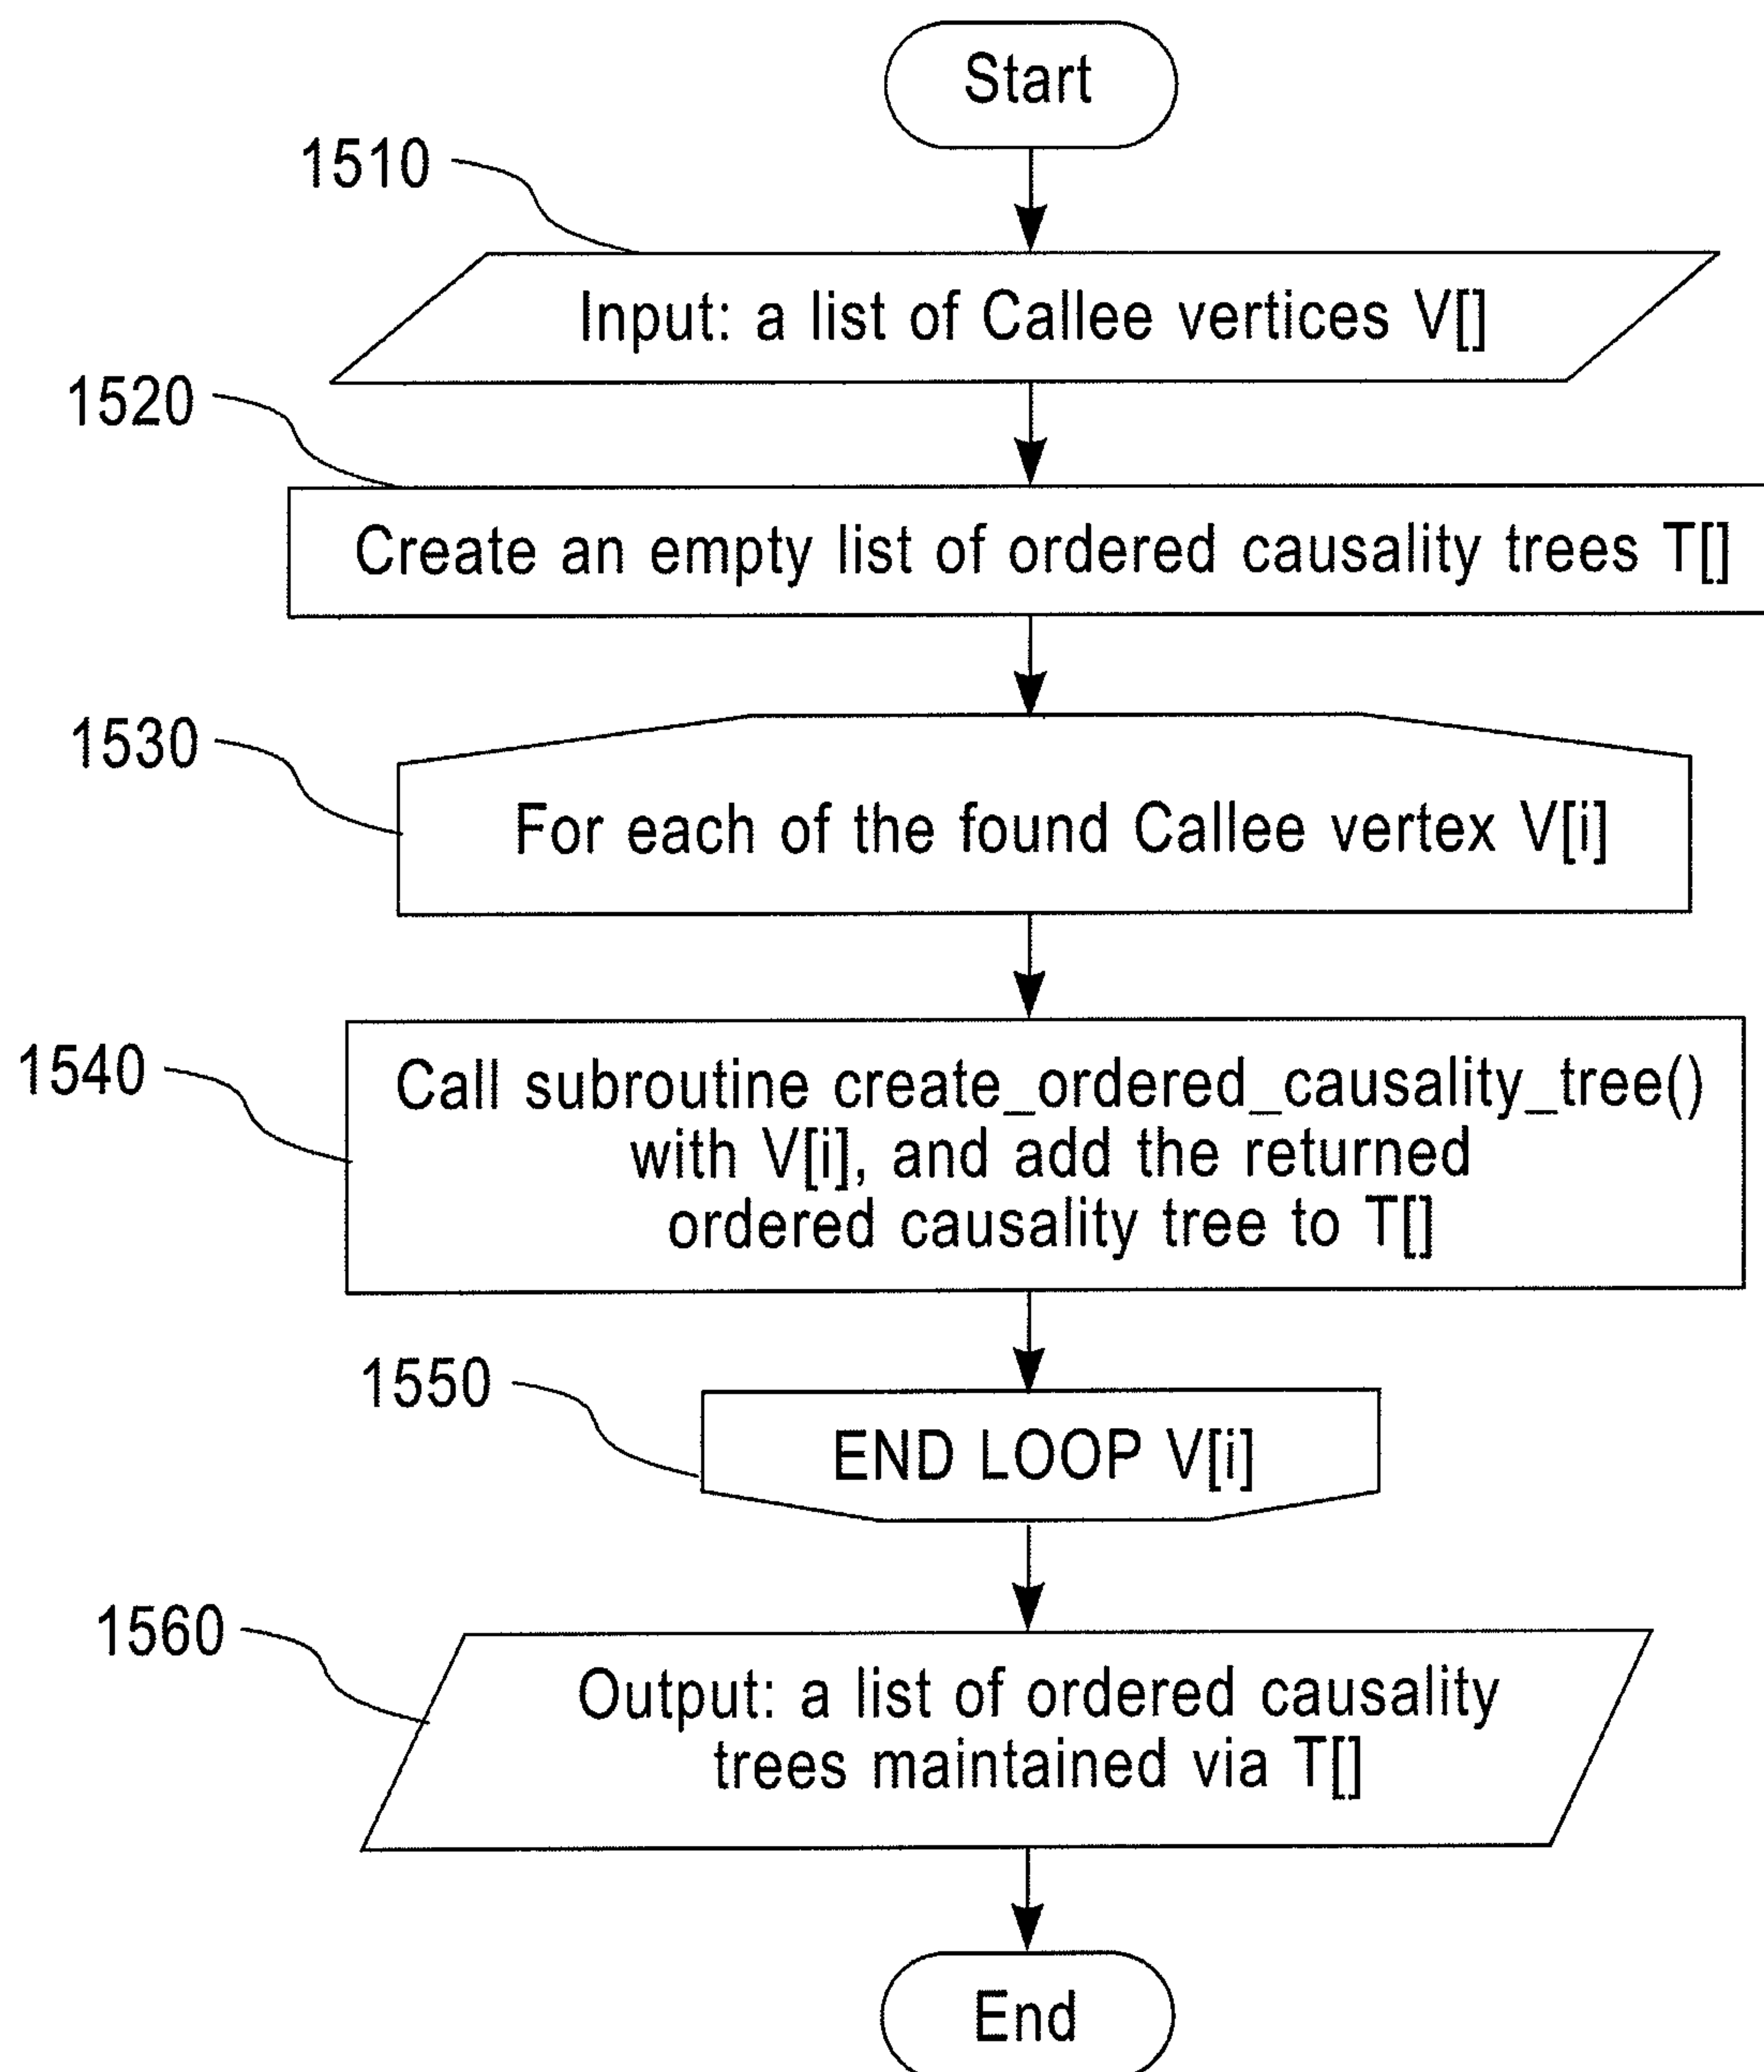 Start
1510
Input: a list of Callee vertices V[]
1520
Create an empty list of ordered causality trees T[]
1530
For each of the found Callee vertex V[i]
1540
Call subroutine create_ordered_causality_tree()
with V[i], and add the returned
ordered causality tree to T[]
1550
END LOOP V[i]
1560
Output: a list of ordered causality
trees maintained via T[]
End